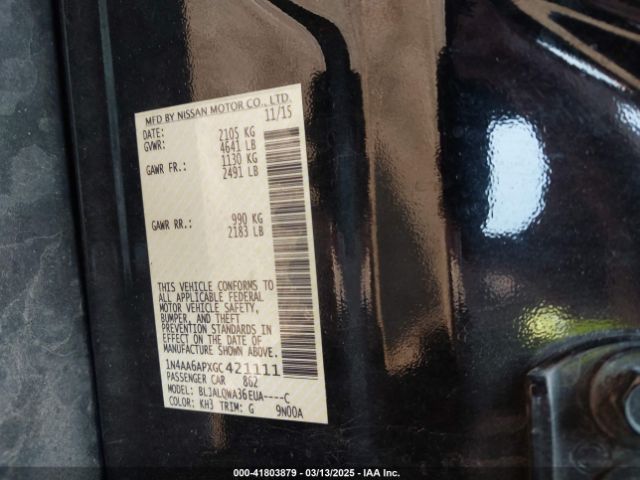 MFD BY NISSAN MOTOR CO., LTD.
DATE: 11/15
GVWR: 2105 KG
4641 LB
GAWR FR.: 1130 KG
2491 LB
GAWR RR.: 990 KG
2183 LB
THIS VEHICLE CONFORMS TO
ALL APPLICABLE FEDERAL
MOTOR VEHICLE SAFETY,
BUMPER, AND THEFT
PREVENTION STANDARDS IN
EFFECT ON THE DATE OF
MANUFACTURE SHOWN ABOVE.
1N4AA6APXGC421111
PASSENGER CAR 8G2
MODEL: BLJALQWA36EUA----C
COLOR: KH3 TRIM: G 9N00A
000-41803879 - 03/13/2025 - IAA Inc.